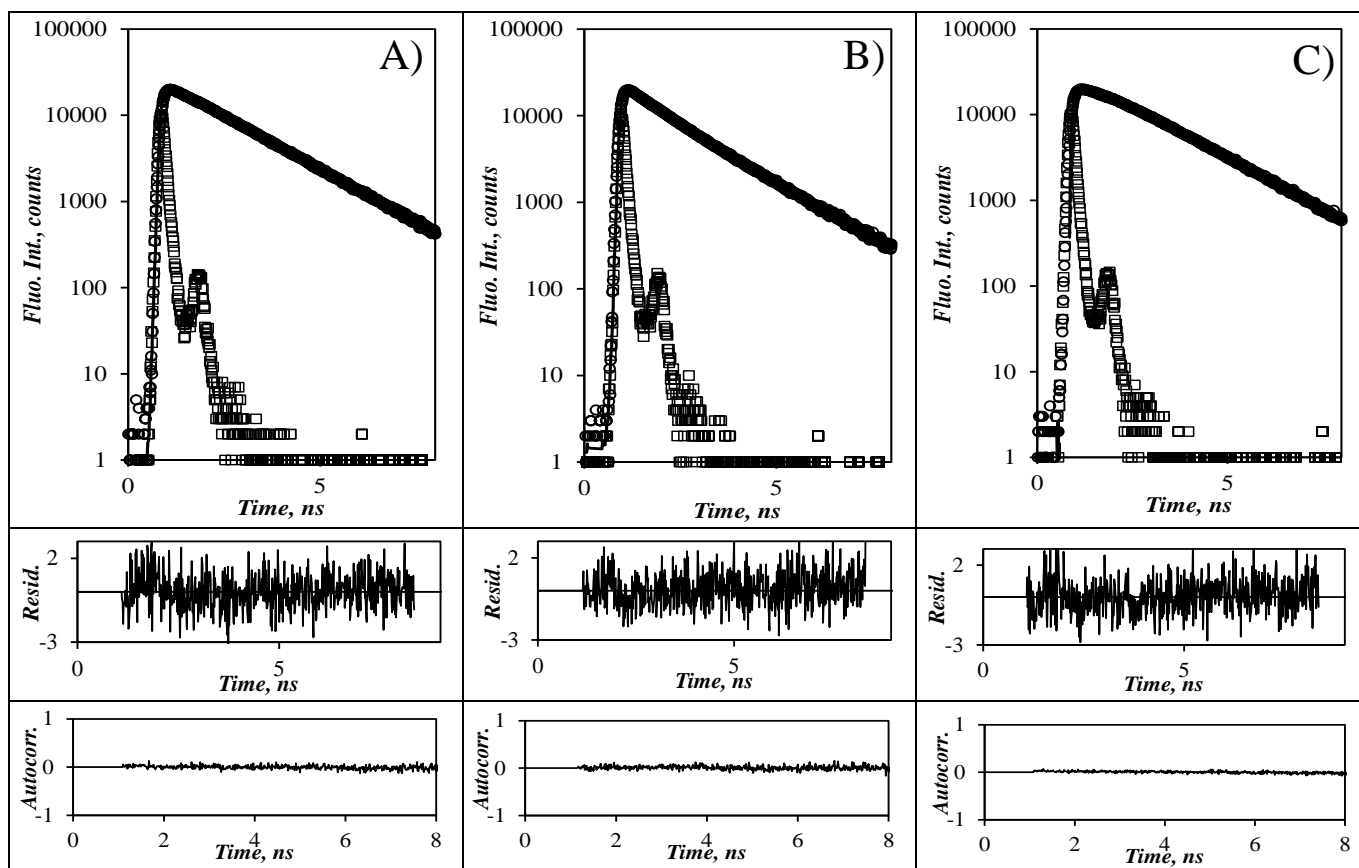 A)
100000
10000
1000
100
10
1
0
5
Fluo. Int., counts
Time, ns
B)
100000
10000
1000
100
10
1
0
5
Fluo. Int., counts
Time, ns
C)
100000
10000
1000
100
10
1
0
5
Fluo. Int., counts
Time, ns
2
-3
0
5
Resid.
Time, ns
2
-3
0
5
Resid.
Time, ns
2
-3
0
5
Resid.
Time, ns
1
0
-1
0 2 4 6 8
Autocorr.
Time, ns
1
0
-1
0 2 4 6 8
Autocorr.
Time, ns
1
0
-1
0 2 4 6 8
Autocorr.
Time, ns